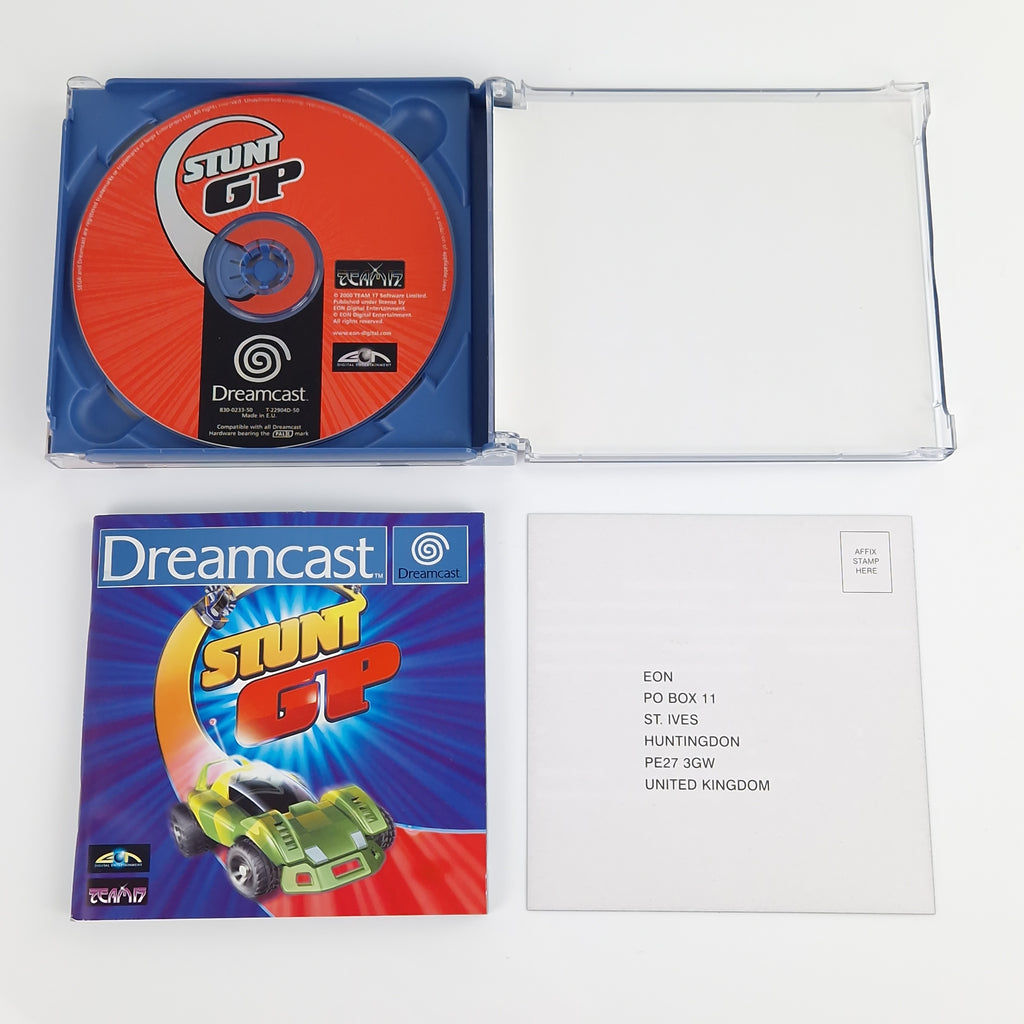 STUNT
GP
TEAM17
© 2000 TEAM 17 Software Limited.
Published under license by
EON Digital Entertainment.
© EON Digital Entertainment.
All rights reserved.
www.eon-digital.com
EON
DIGITAL ENTERTAINMENT
Dreamcast
830-0233-50 T-22904D-50
Made in E.U.
Compatible with all Dreamcast
Hardware bearing the PAL/E mark
Dreamcast™
Dreamcast
STUNT
GP
EON
DIGITAL ENTERTAINMENT
TEAM17
AFFIX
STAMP
HERE
EON
PO BOX 11
ST. IVES
HUNTINGDON
PE27 3GW
UNITED KINGDOM